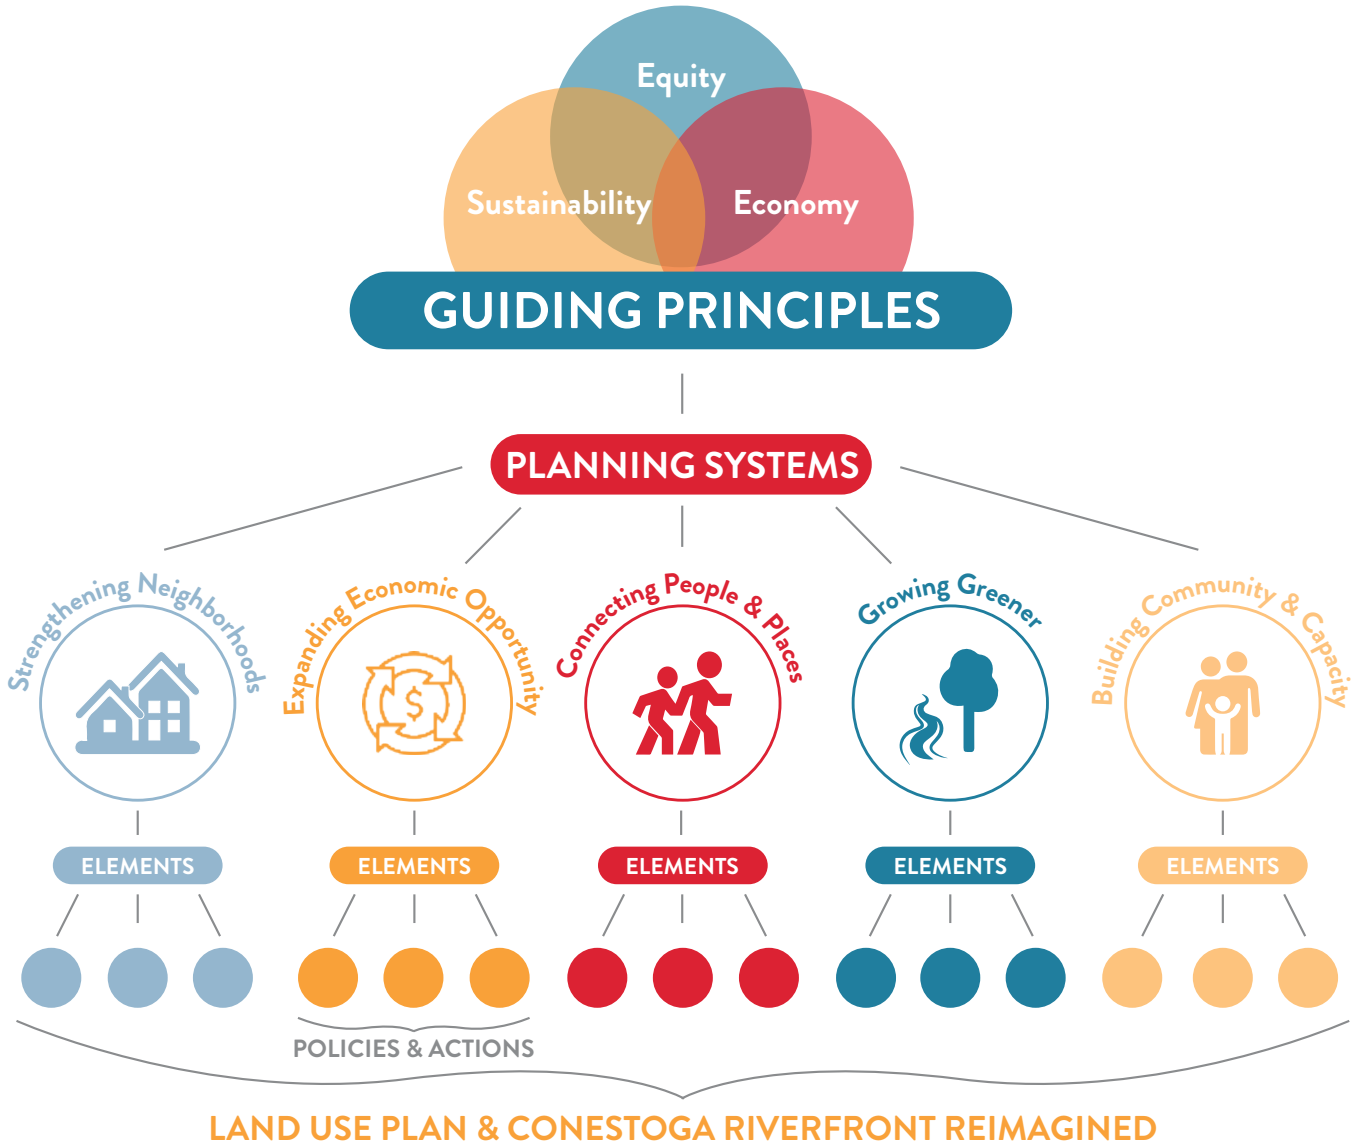 Equity
Sustainability
Economy
GUIDING PRINCIPLES
PLANNING SYSTEMS
Strengthening Neighborhoods
Expanding Economic Opportunity
Connecting People & Places
Growing Greener
Building Community & Capacity
$
ELEMENTS
ELEMENTS
ELEMENTS
ELEMENTS
ELEMENTS
POLICIES & ACTIONS
LAND USE PLAN & CONESTOGA RIVERFRONT REIMAGINED